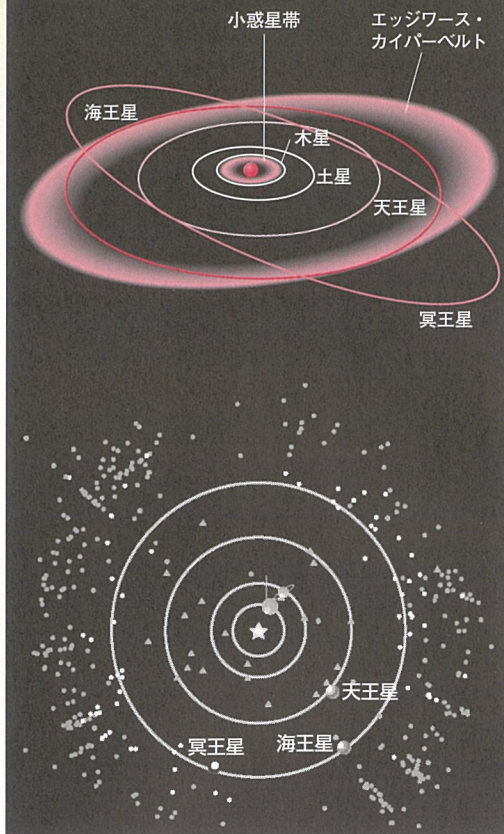 小惑星帯
エッジワース・
カイパーベルト
海王星
木星
土星
天王星
冥王星
天王星
冥王星
海王星